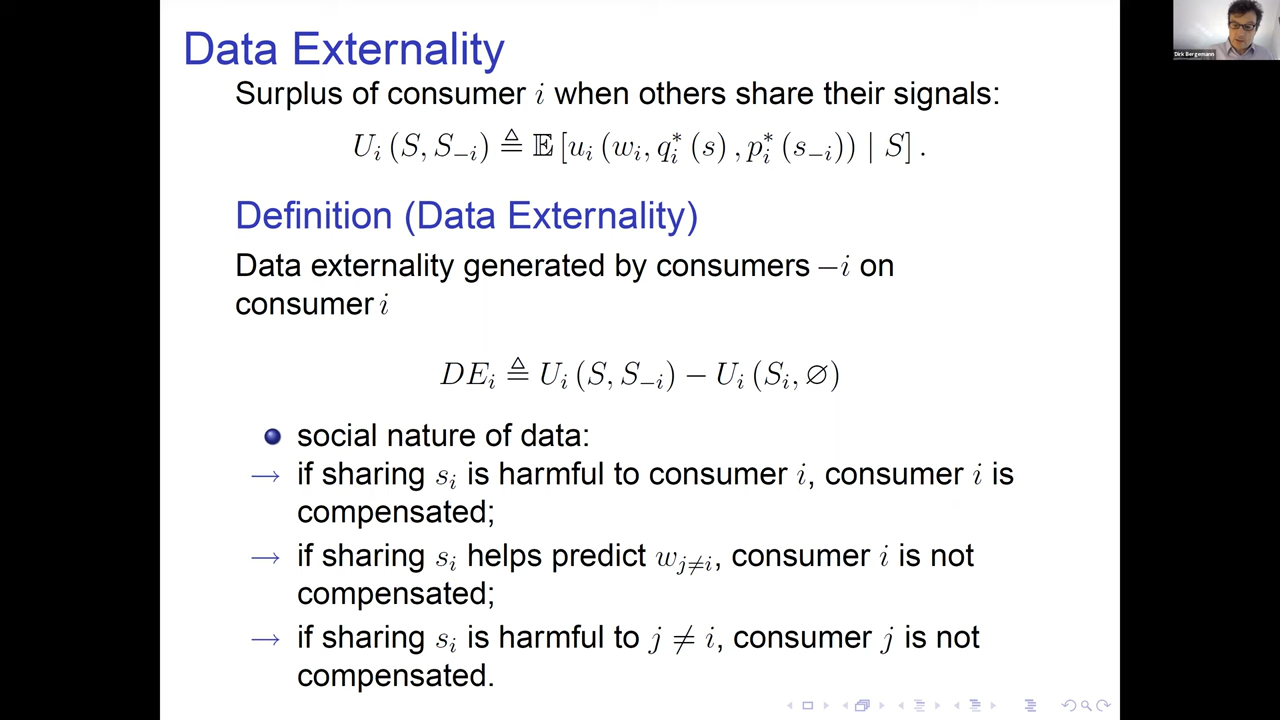 Data Externality
Dirk Bergemann
Surplus of consumer i when others share their signals:
U_i (S, S_{−i}) ≜ 𝔼 [u_i (w_i, q_i^* (s) , p_i^* (s_{−i})) | S] .
Definition (Data Externality)
Data externality generated by consumers −i on
consumer i
DE_i ≜ U_i (S, S_{−i}) − U_i (S_i, ∅)
social nature of data:
→ if sharing s_i is harmful to consumer i, consumer i is
compensated;
→ if sharing s_i helps predict w_{j≠i}, consumer i is not
compensated;
→ if sharing s_i is harmful to j ≠ i, consumer j is not
compensated.